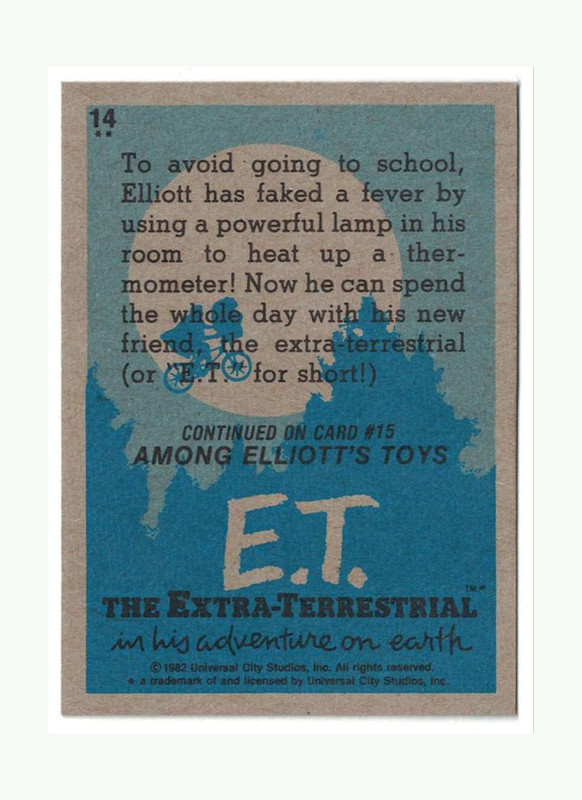 14
**
To avoid going to school,
Elliott has faked a fever by
using a powerful lamp in his
room to heat up a ther-
mometer! Now he can spend
the whole day with his new
friend, the extra-terrestrial
(or "E.T." for short!)
CONTINUED ON CARD #15
AMONG ELLIOTT'S TOYS
E.T.
THE EXTRA-TERRESTRIAL™*
in his adventure on earth
©1982 Universal City Studios, Inc. All rights reserved.
* a trademark of and licensed by Universal City Studios, Inc.